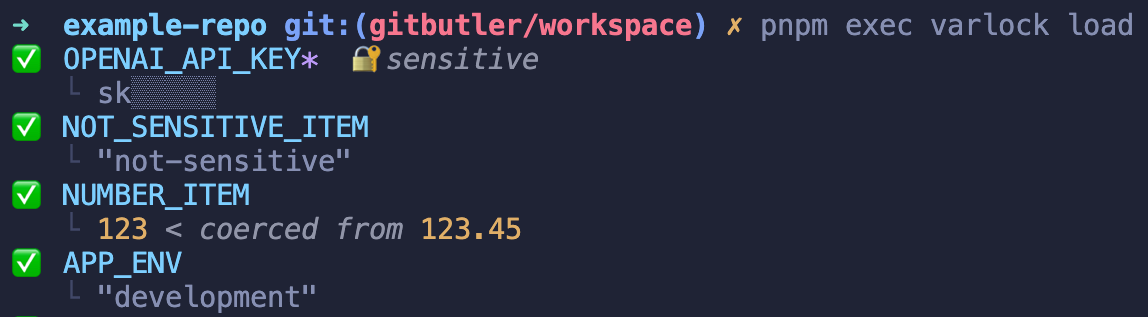 → example-repo git:(gitbutler/workspace) ✗ pnpm exec varlock load
✅ OPENAI_API_KEY* 🔐sensitive
└ sk▒▒▒▒▒
✅ NOT_SENSITIVE_ITEM
└ "not-sensitive"
✅ NUMBER_ITEM
└ 123 < coerced from 123.45
✅ APP_ENV
└ "development"